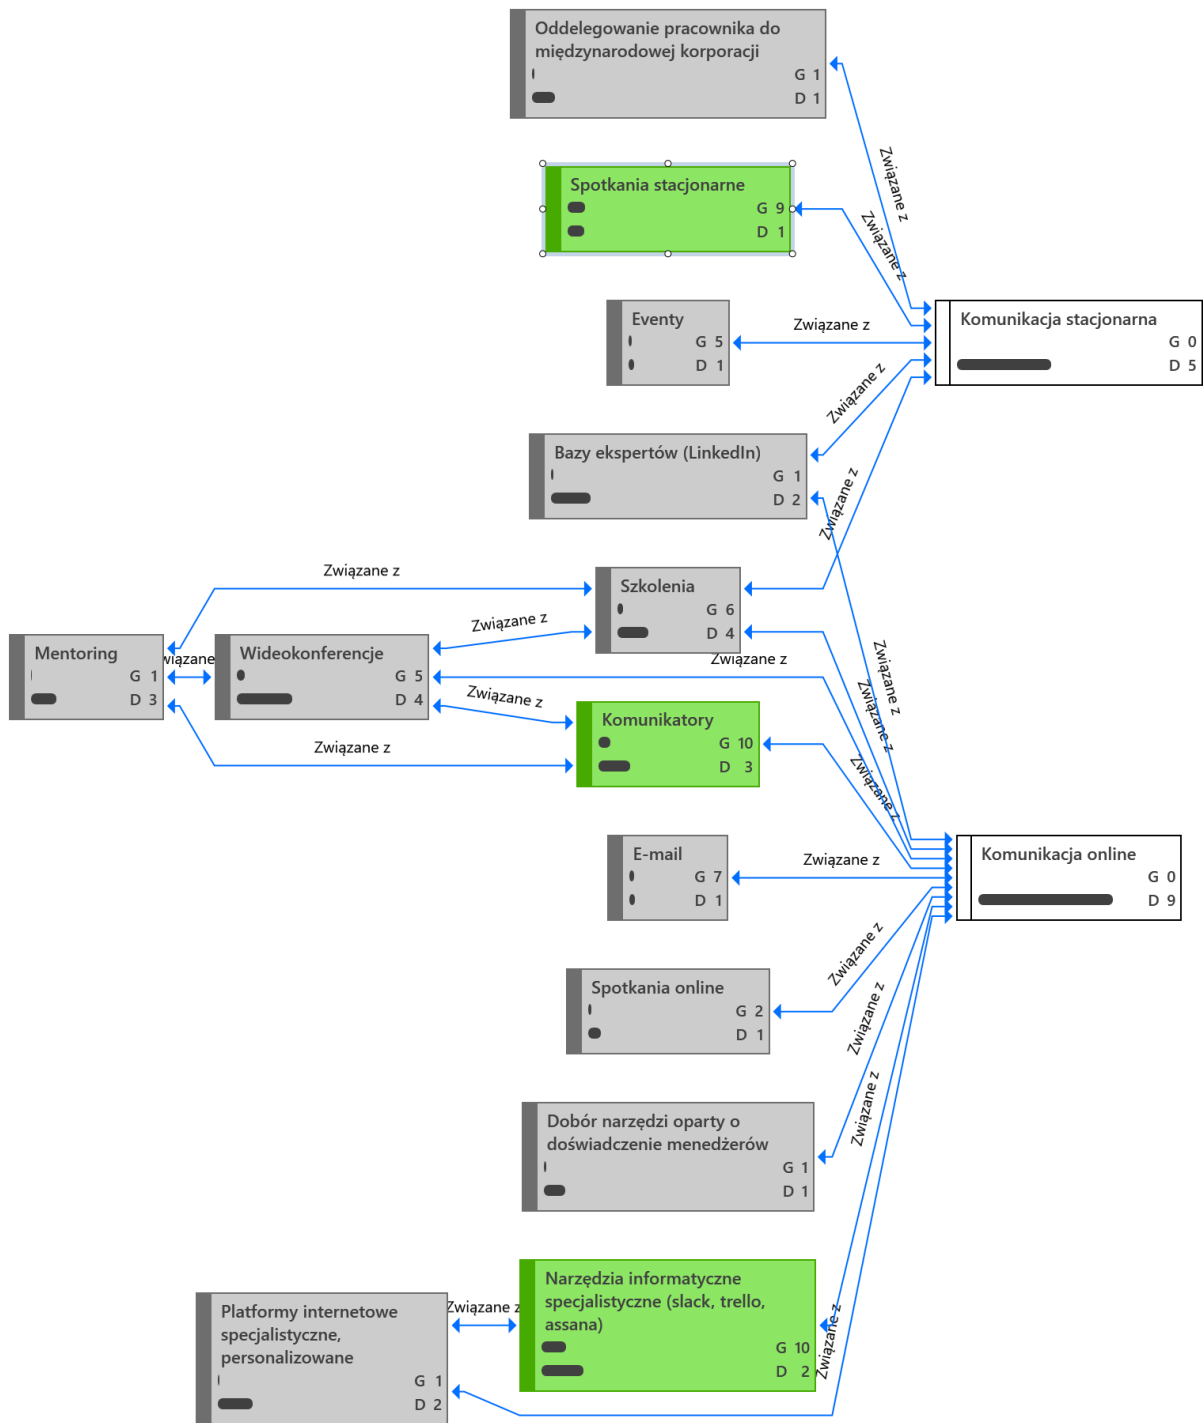 Oddelegowanie pracownika do
międzynarodowej korporacji
G 1
D 1
Związane z
Spotkania stacjonarne
G 9
D 1
Związane z
Eventy
G 5
D 1
Związane z
Komunikacja stacjonarna
G 0
D 5
Związane z
Bazy ekspertów (LinkedIn)
G 1
D 2
Związane z
Związane z
Szkolenia
G 6
D 4
Związane z
Związane z
Mentoring
G 1
D 3
wiązane
Wideokonferencje
G 5
D 4
Związane z
Związane z
Związane z
Związane z
Komunikatory
G 10
D 3
Związane z
Związane z
E-mail
G 7
D 1
Związane z
Komunikacja online
G 0
D 9
Spotkania online
G 2
D 1
Związane z
Związane z
Dobór narzędzi oparty o
doświadczenie menedżerów
G 1
D 1
Związane z
Narzędzia informatyczne
specjalistyczne (slack, trello,
assana)
G 10
D 2
Związane z
Związane z
Platformy internetowe
specjalistyczne,
personalizowane
G 1
D 2